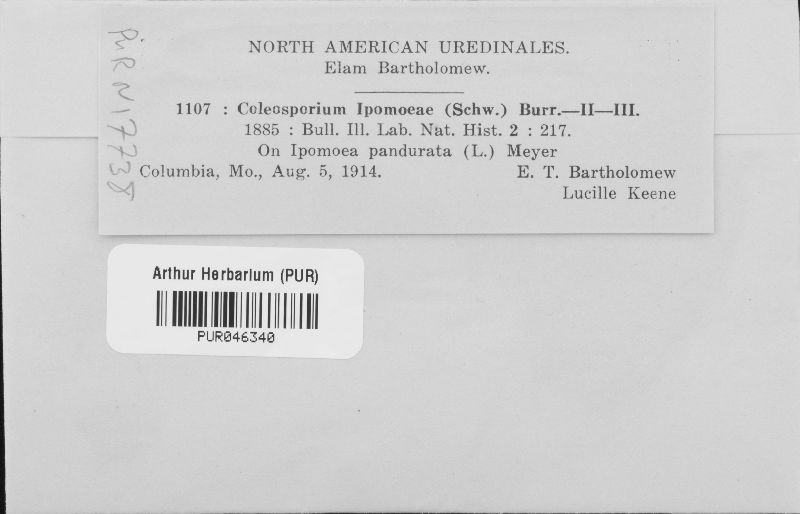 NORTH AMERICAN UREDINALES.
Elam Bartholomew.
1107 : Coleosporium Ipomoeae (Schw.) Burr.—II—III.
1885 : Bull. Ill. Lab. Nat. Hist. 2 : 217.
On Ipomoea pandurata (L.) Meyer
Columbia, Mo., Aug. 5, 1914. E. T. Bartholomew
Lucille Keene
PUR N17738
Arthur Herbarium (PUR)
PUR046340